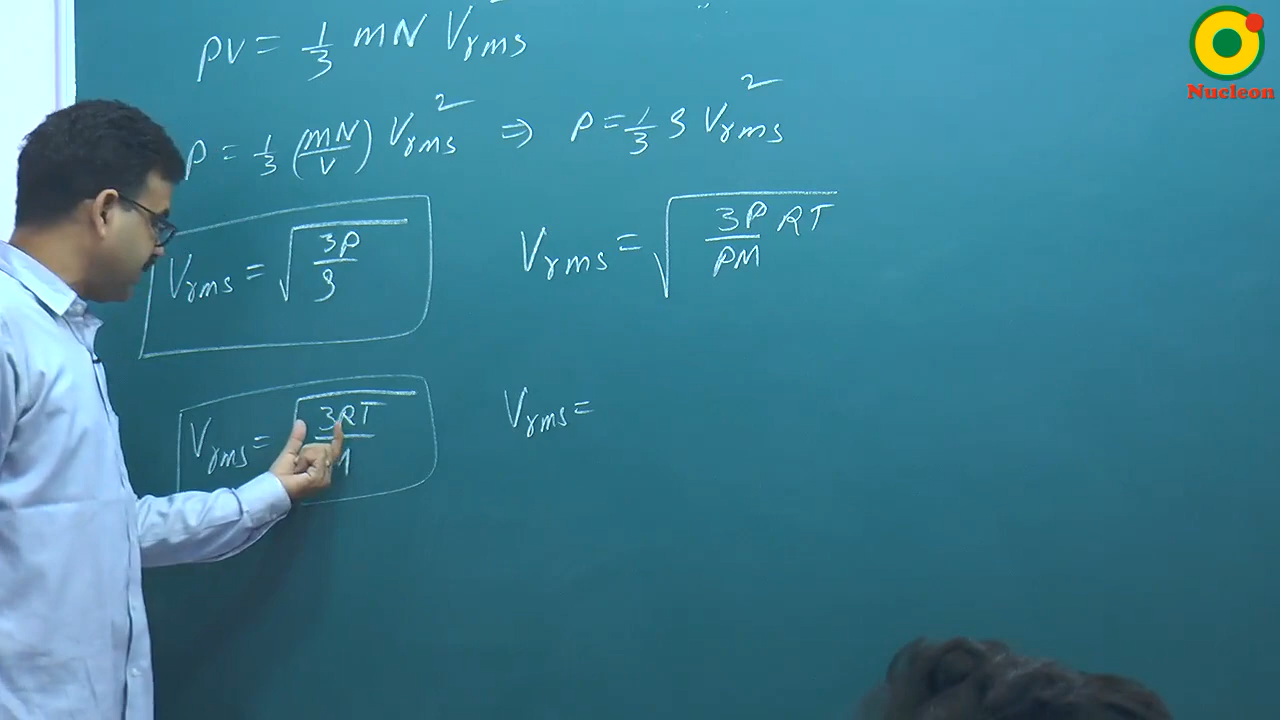 PV = 1/3 mN Vrms²
P = 1/3 (mN/V) Vrms² ⇒ P = 1/3 ρ Vrms²
Vrms = √(3P/ρ)
Vrms = √(3P/PM RT)
Vrms = √(3RT/M)
Vrms =
Nucleon